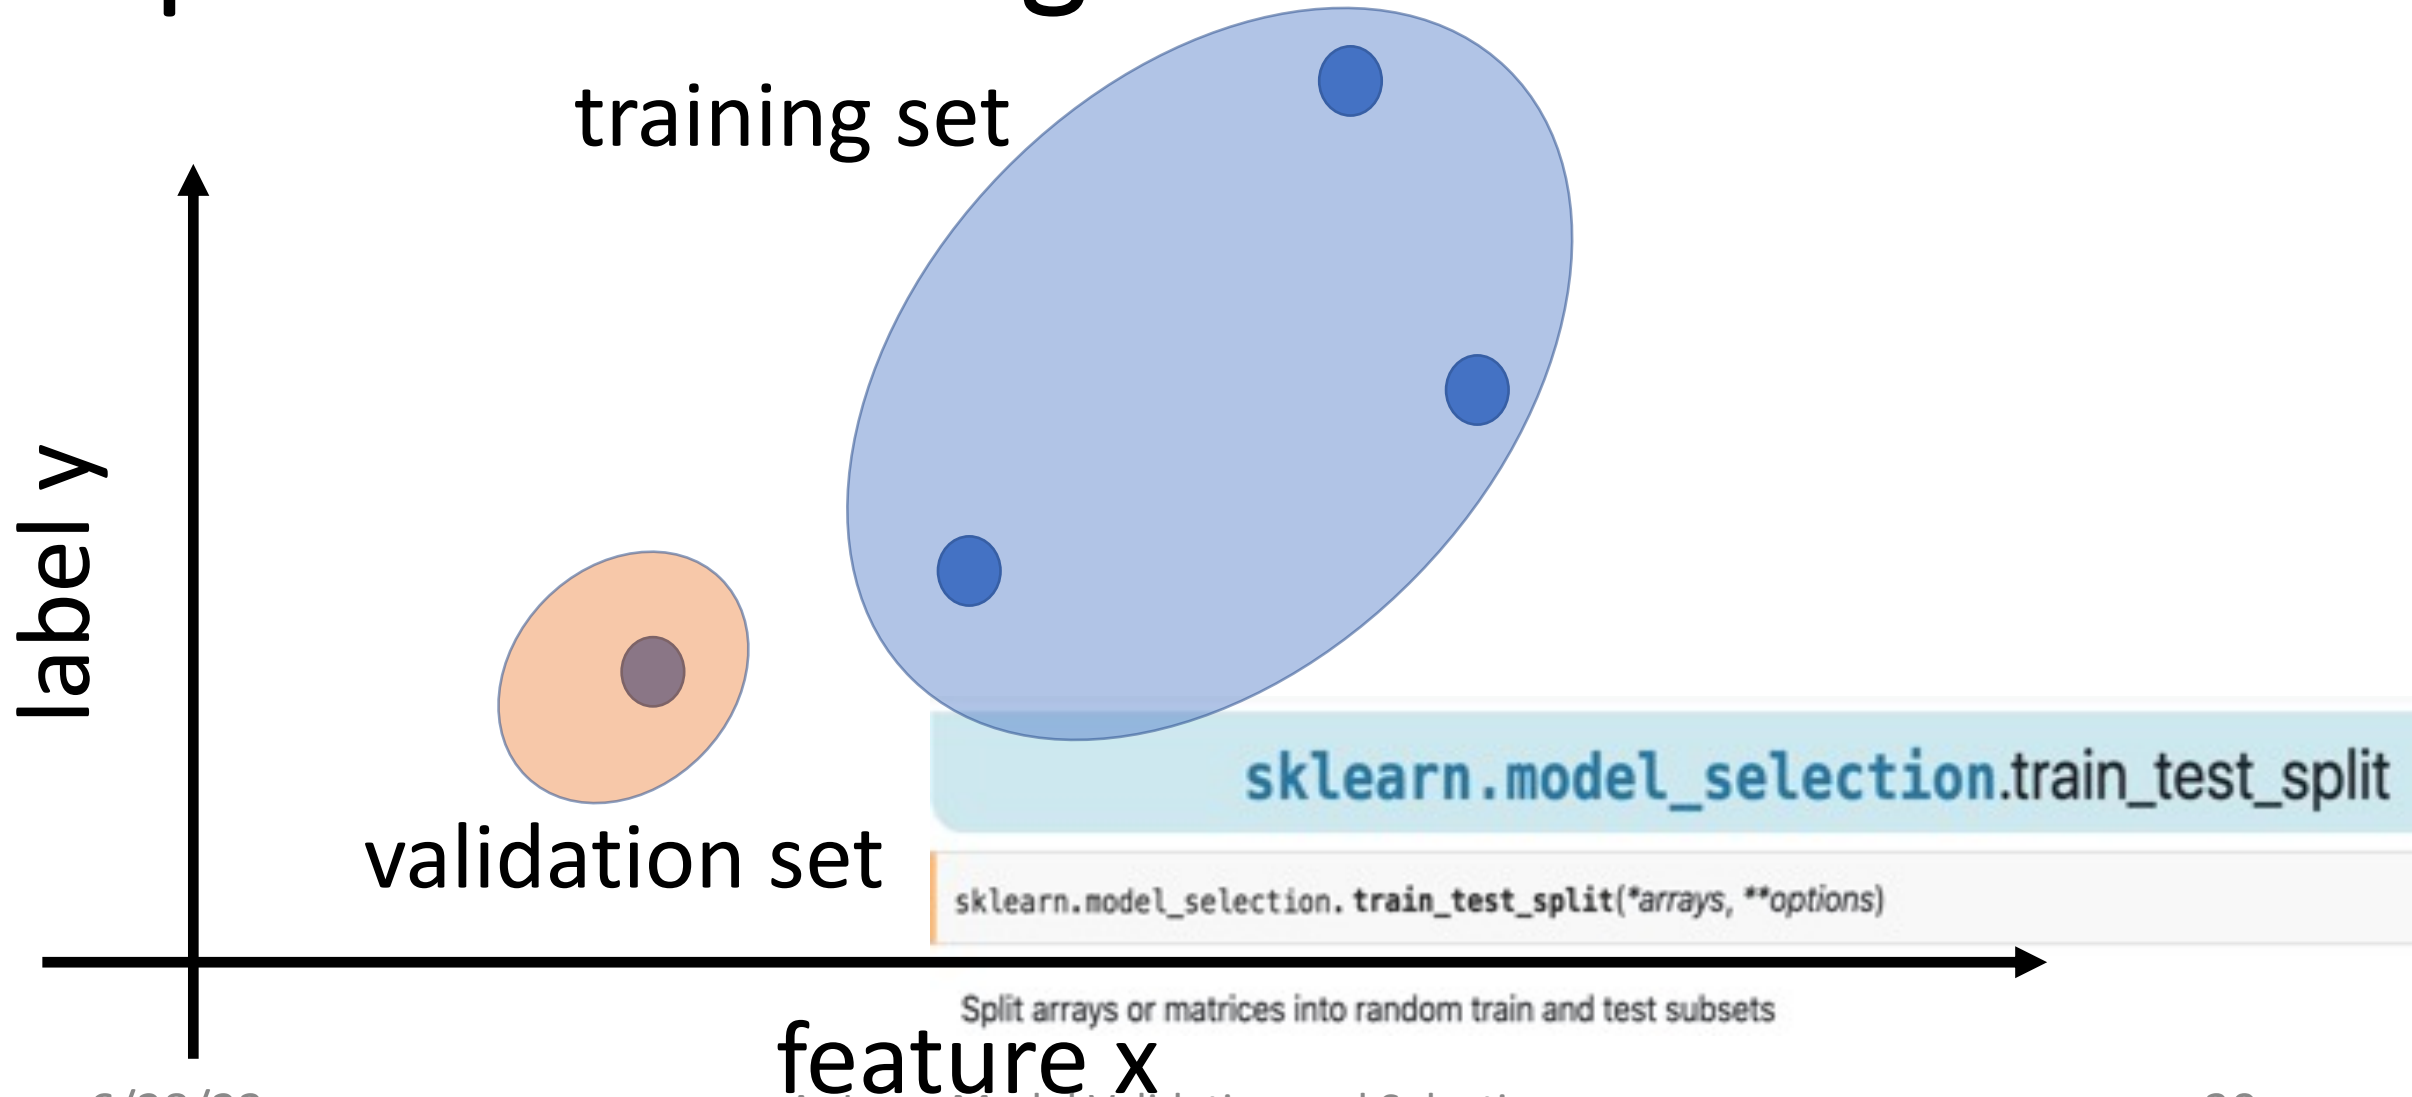 training set
label y
sklearn.model_selection.train_test_split
validation set
sklearn.model_selection.train_test_split(*arrays, **options)
Split arrays or matrices into random train and test subsets
feature x